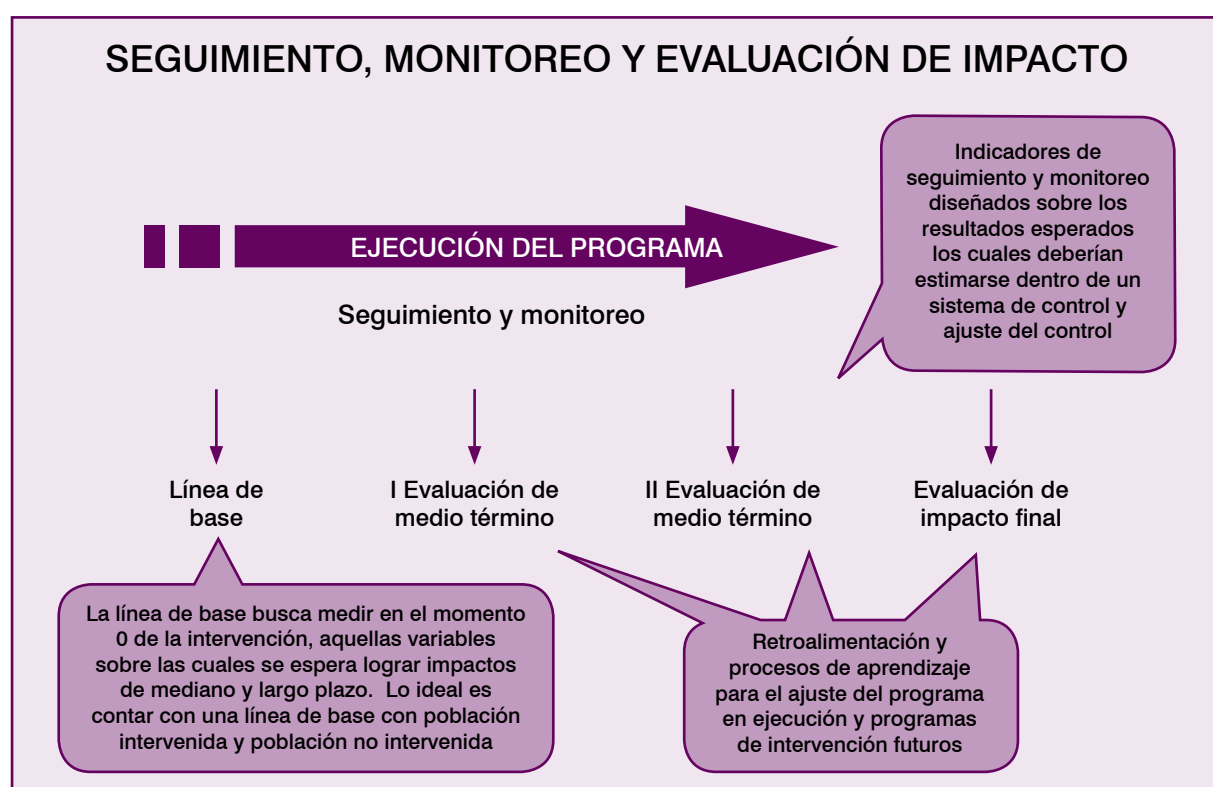 SEGUIMIENTO, MONITOREO Y EVALUACIÓN DE IMPACTO
Indicadores de
seguimiento y monitoreo
diseñados sobre los
resultados esperados
los cuales deberían
estimarse dentro de un
sistema de control y
ajuste del control
EJECUCIÓN DEL PROGRAMA
Seguimiento y monitoreo
Línea de
base
I Evaluación de
medio término
II Evaluación de
medio término
Evaluación de
impacto final
La línea de base busca medir en el momento
0 de la intervención, aquellas variables
sobre las cuales se espera lograr impactos
de mediano y largo plazo. Lo ideal es
contar con una línea de base con población
intervenida y población no intervenida
Retroalimentación y
procesos de aprendizaje
para el ajuste del programa
en ejecución y programas
de intervención futuros